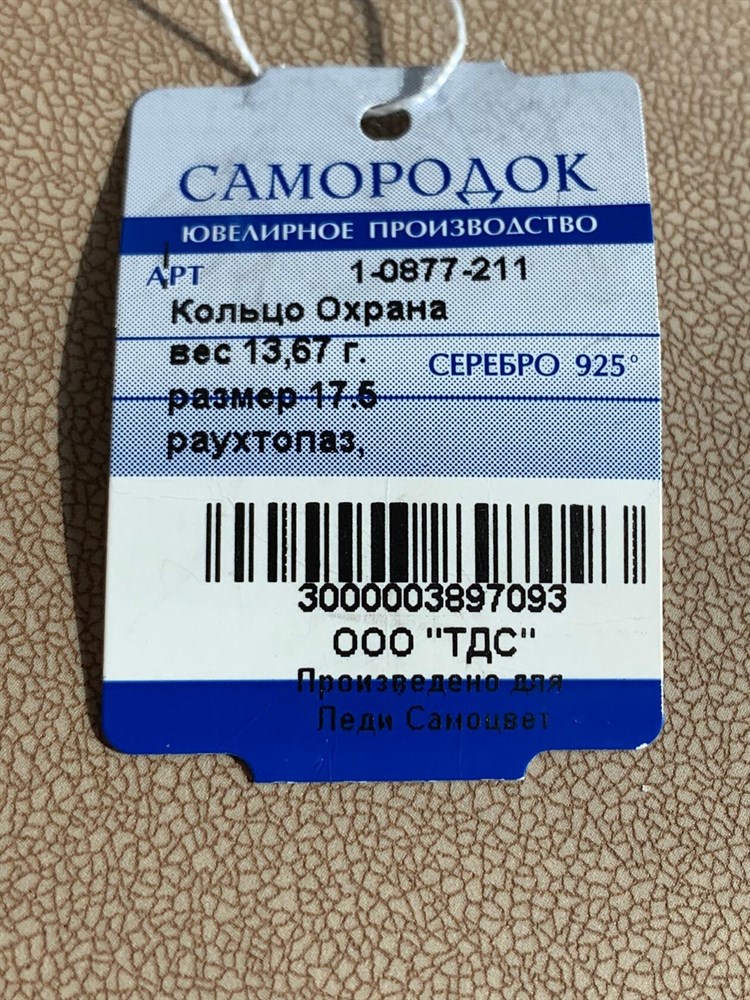 САМОРОДОК
ЮВЕЛИРНОЕ ПРОИЗВОДСТВО
АРТ 1-0877-211
Кольцо Охрана
вес 13,67 г. СЕРЕБРО 925°
размер 17.5
раухтопаз,
3000003897093
ООО "ТДС"
Произведено для
Леди Самоцвет